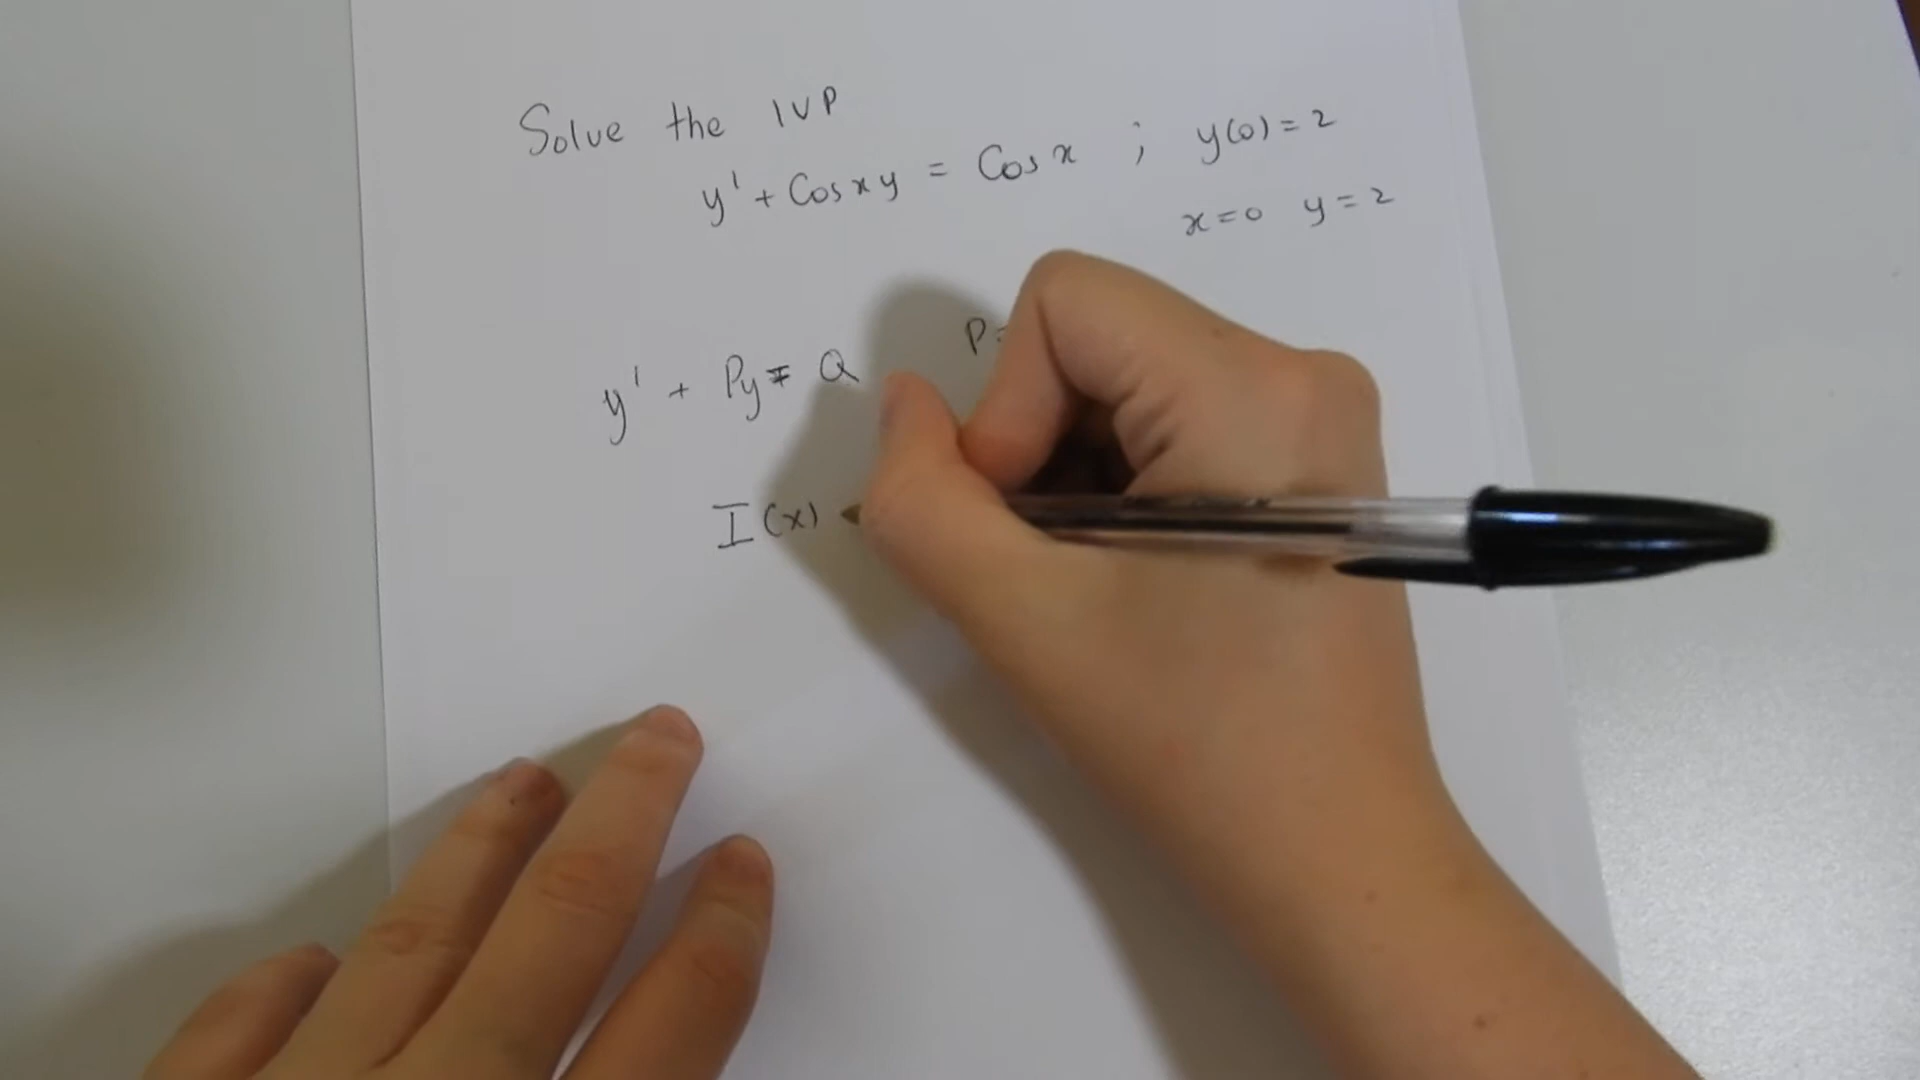 Solve the IVP
y' + Cos x y = Cos x ; y(0) = 2
x = 0 y = 2
y' + Py = Q P =
I (x)